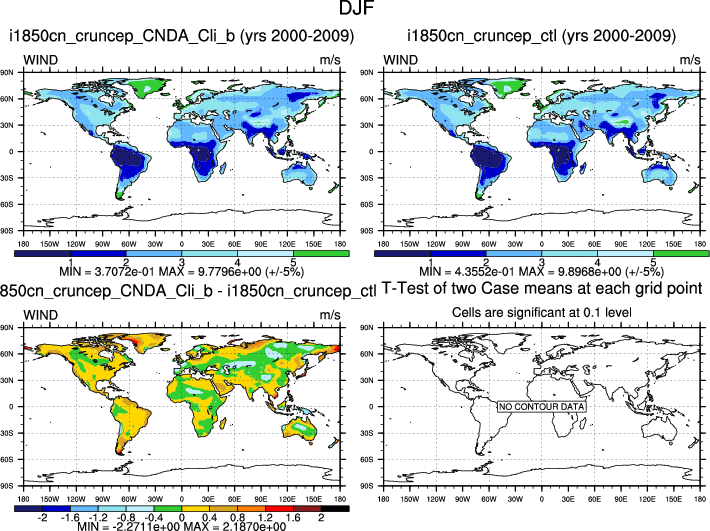 DJF
i1850cn_cruncep_CNDA_Cli_b (yrs 2000-2009)
WIND m/s
90N
60N
30N
0
30S
60S
90S
180 150W 120W 90W 60W 30W 0 30E 60E 90E 120E 150E 180
1 2 3 4 5
MIN = 3.7072e-01 MAX = 9.7796e+00 (+/-5%)
i1850cn_cruncep_ctl (yrs 2000-2009)
WIND m/s
90N
60N
30N
0
30S
60S
90S
180 150W 120W 90W 60W 30W 0 30E 60E 90E 120E 150E 180
1 2 3 4 5
MIN = 4.3552e-01 MAX = 9.8968e+00 (+/-5%)
850cn_cruncep_CNDA_Cli_b - i1850cn_cruncep_ctl
WIND m/s
90N
60N
30N
0
30S
60S
90S
180 150W 120W 90W 60W 30W 0 30E 60E 90E 120E 150E 180
-2 -1.6 -1.2 -0.8 -0.4 0 0.4 0.8 1.2 1.6 2
MIN = -2.2711e+00 MAX = 2.1870e+00
T-Test of two Case means at each grid point
Cells are significant at 0.1 level
90N
60N
30N
0
30S
60S
90S
NO CONTOUR DATA
180 150W 120W 90W 60W 30W 0 30E 60E 90E 120E 150E 180